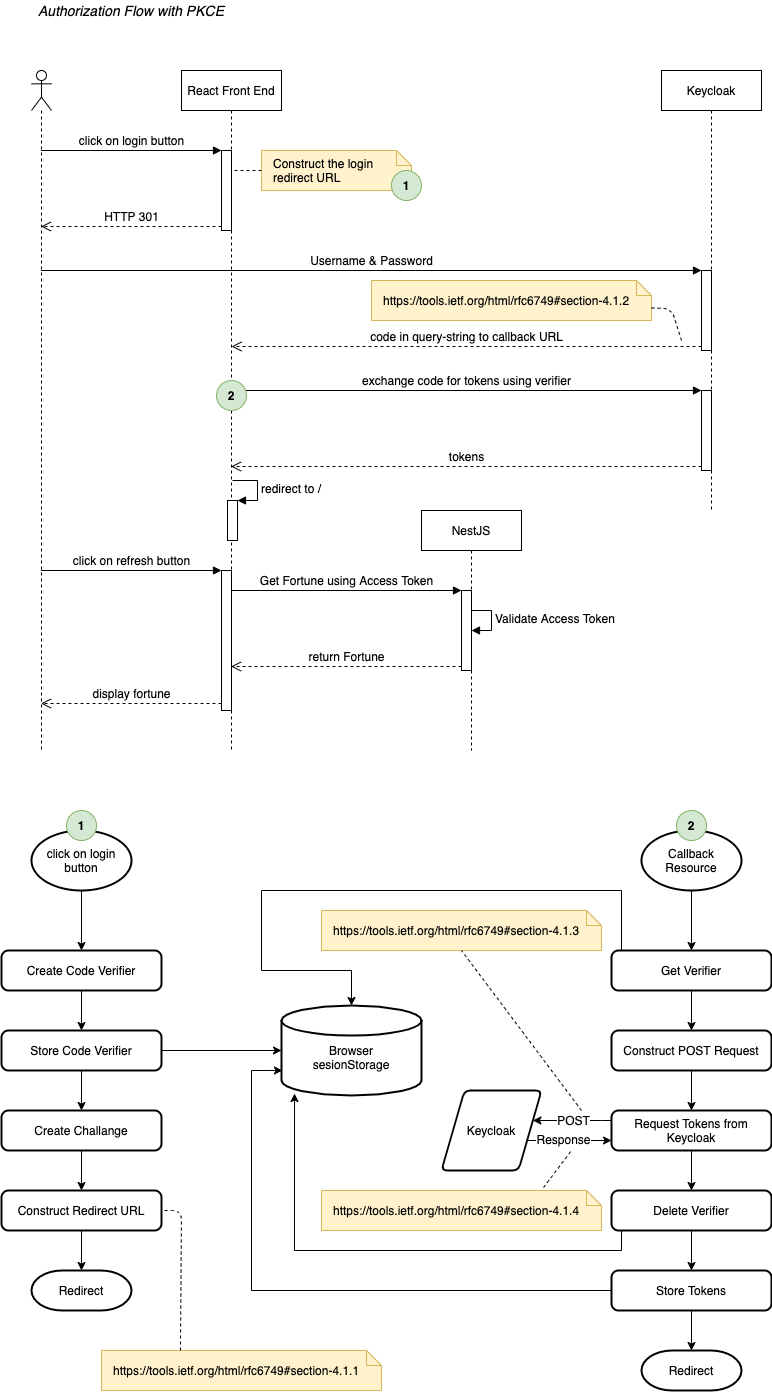 Authorization Flow with PKCE
React Front End
Keycloak
click on login button
Construct the login
redirect URL
1
HTTP 301
Username & Password
https://tools.ietf.org/html/rfc6749#section-4.1.2
code in query-string to callback URL
2
exchange code for tokens using verifier
tokens
redirect to /
NestJS
click on refresh button
Get Fortune using Access Token
Validate Access Token
return Fortune
display fortune
1
click on login
button
Create Code Verifier
Store Code Verifier
Create Challange
Construct Redirect URL
Redirect
https://tools.ietf.org/html/rfc6749#section-4.1.1
Browser
sesionStorage
2
Callback
Resource
https://tools.ietf.org/html/rfc6749#section-4.1.3
Get Verifier
Construct POST Request
Keycloak
POST
Response
Request Tokens from
Keycloak
https://tools.ietf.org/html/rfc6749#section-4.1.4
Delete Verifier
Store Tokens
Redirect